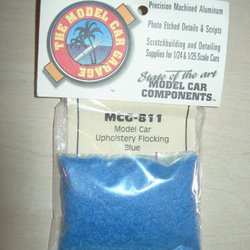 THE MODEL CAR GARAGE
Precision Machined Aluminum
Photo Etched Details & Scripts
Scratchbuilding and Detailing
Supplies for 1/24 & 1/25 Scale Cars
State of the art
MODEL CAR
COMPONENTS
MCG-611
Model Car
Upholstery Flocking
Blue